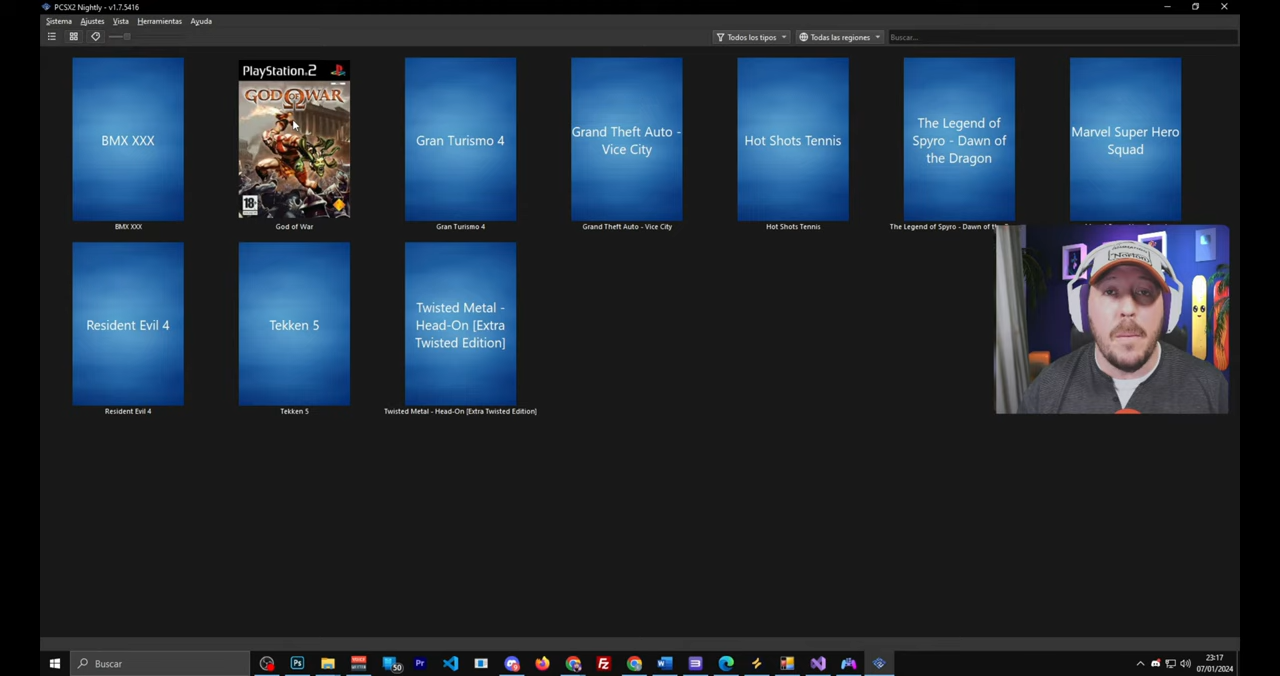 PCSX2 Nightly - v1.7.5416
Sistema Ajustes Vista Herramientas Ayuda
Todos los tipos Todas las regiones Buscar...
BMX XXX
PlayStation 2
GOD OF WAR
18+
Gran Turismo 4
Grand Theft Auto -
Vice City
Hot Shots Tennis
The Legend of
Spyro - Dawn of
the Dragon
Marvel Super Hero
Squad
BMX XXX
God of War
Gran Turismo 4
Grand Theft Auto - Vice City
Hot Shots Tennis
The Legend of Spyro - Dawn of
Resident Evil 4
Tekken 5
Twisted Metal -
Head-On [Extra
Twisted Edition]
Resident Evil 4
Tekken 5
Twisted Metal - Head-On [Extra Twisted Edition]
Buscar
Ps
50
Pr
23:17
07/01/2024